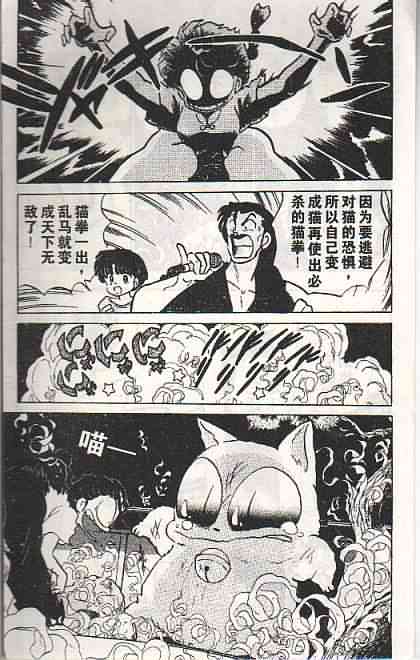 因为要逃避
对猫的恐惧，
所以自己变
成猫再使出必
杀的猫拳！
猫拳一出，
乱马就变
成天下无
敌了！
喵—